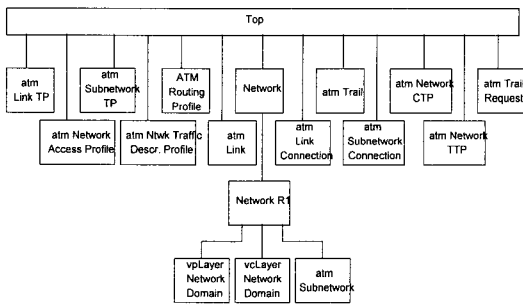 Top
atm
Link TP
atm
Subnetwork
TP
ATM
Routing
Profile
Network
atm Trail
atm Network
CTP
atm Trail
Request
atm Network
Access Profile
atm Ntwk Traffic
Descr. Profile
atm
Link
atm
Link
Connection
atm
Subnetwork
Connection
atm Network
TTP
Network R1
vpLayer
Network
Domain
vcLayer
Network
Domain
atm
Subnetwork